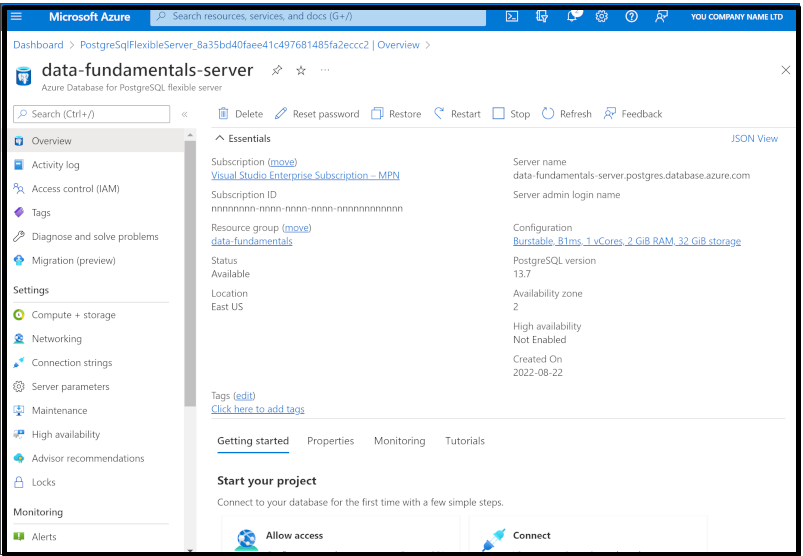 Microsoft Azure
Search resources, services, and docs (G+/)
YOU COMPANY NAME LTD
Dashboard > PostgreSqlFlexibleServer_8a35bd40faee41c497681485fa2eccc2 | Overview >
data-fundamentals-server
Azure Database for PostgreSQL flexible server
Search (Ctrl+/)
Overview
Activity log
Access control (IAM)
Tags
Diagnose and solve problems
Migration (preview)
Settings
Compute + storage
Networking
Connection strings
Server parameters
Maintenance
High availability
Advisor recommendations
Locks
Monitoring
Alerts
Delete
Reset password
Restore
Restart
Stop
Refresh
Feedback
Essentials
JSON View
Subscription (move)
Visual Studio Enterprise Subscription – MPN
Subscription ID
nnnnnnnn-nnnn-nnnn-nnnn-nnnnnnnnnnnn
Resource group (move)
data-fundamentals
Status
Available
Location
East US
Server name
data-fundamentals-server.postgres.database.azure.com
Server admin login name
Configuration
Burstable, B1ms, 1 vCores, 2 GiB RAM, 32 GiB storage
PostgreSQL version
13.7
Availability zone
2
High availability
Not Enabled
Created On
2022-08-22
Tags (edit)
Click here to add tags
Getting started
Properties
Monitoring
Tutorials
Start your project
Connect to your database for the first time with a few simple steps.
Allow access
Connect